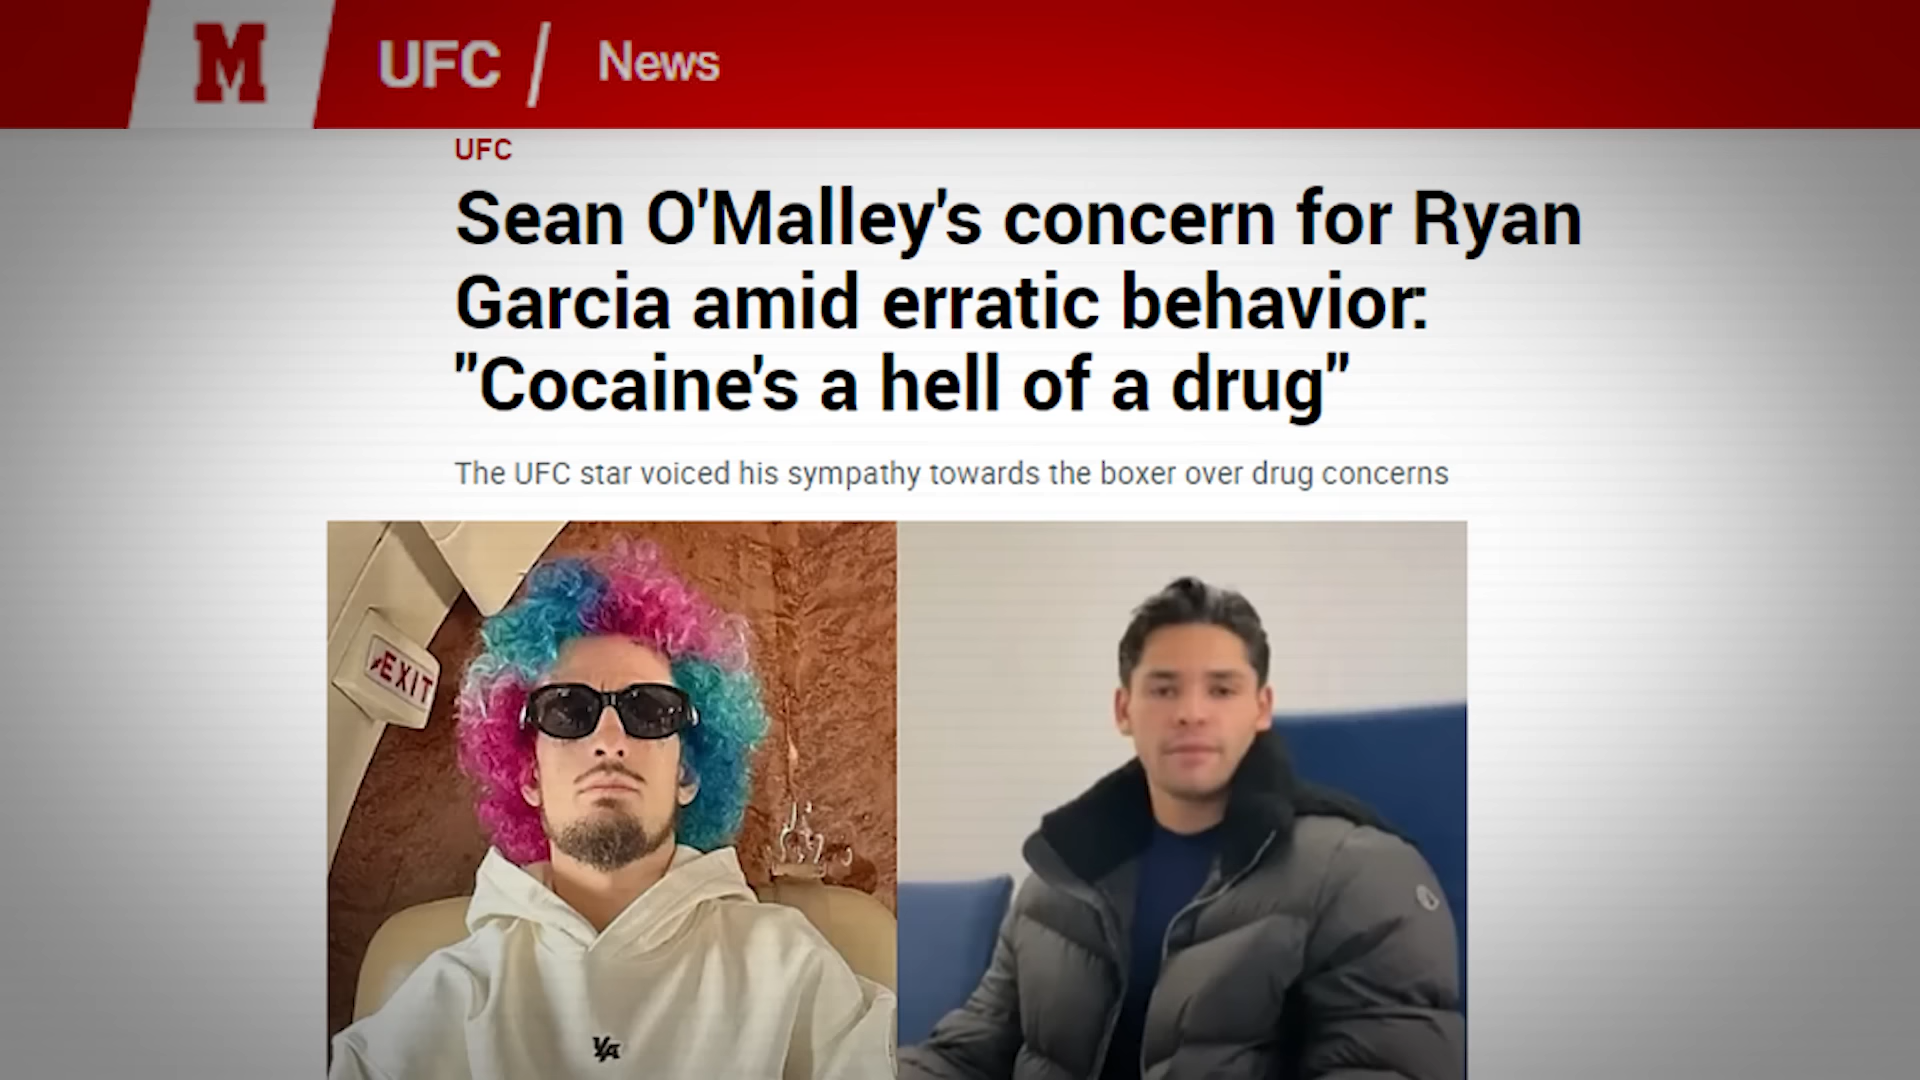 M
UFC / News
UFC
Sean O'Malley's concern for Ryan
Garcia amid erratic behavior:
"Cocaine's a hell of a drug"
The UFC star voiced his sympathy towards the boxer over drug concerns
EXIT